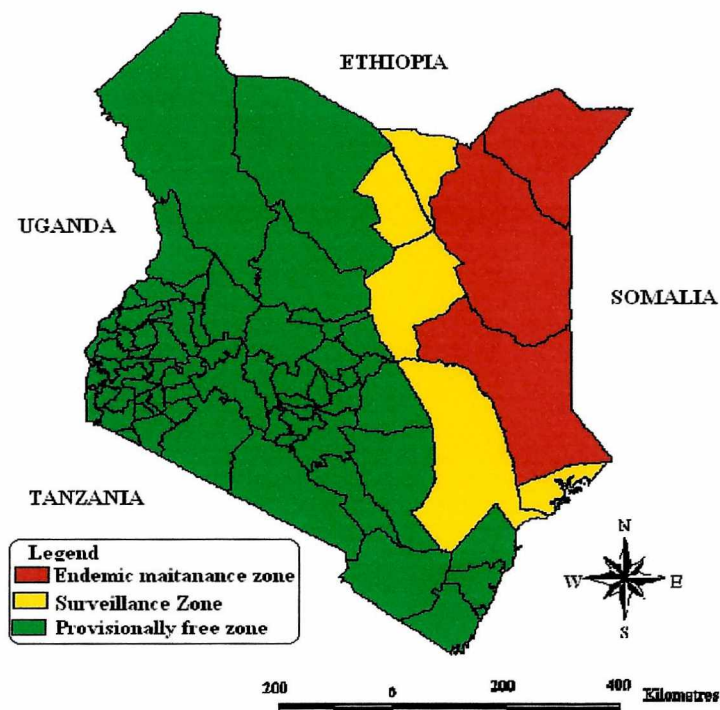 ETHIOPIA
UGANDA
SOMALIA
TANZANIA
Legend
Endemic maitanance zone
Surveillance Zone
Provisionally free zone
N
W E
S
200 0 200 400 Kilometres